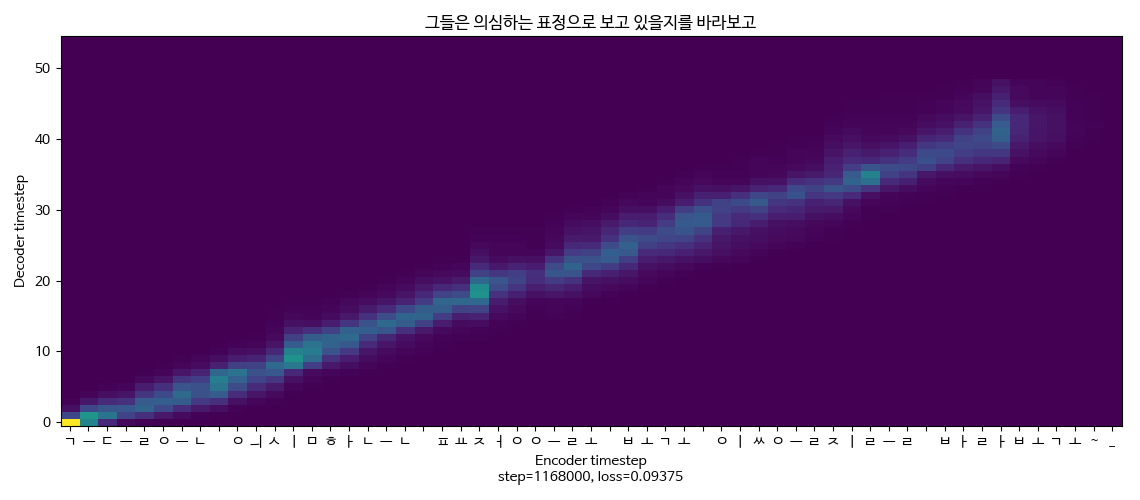 그들은 의심하는 표정으로 보고 있을지를 바라보고
50
40
30
20
10
0
Decoder timestep
ㄱ ㅡ ㄷ ㅡ ㄹ ㅇ ㅡ ㄴ ㅇ ㅢ ㅅ ㅣ ㅁ ㅎ ㅏ ㄴ ㅡ ㄴ ㅍ ㅛ ㅈ ㅓ ㅇ ㅇ ㅡ ㄹ ㅗ ㅂ ㅗ ㄱ ㅗ ㅇ ㅣ ㅆ ㅇ ㅡ ㄹ ㅈ ㅣ ㄹ ㅡ ㄹ ㅂ ㅏ ㄹ ㅏ ㅂ ㅗ ㄱ ㅗ ~ _
Encoder timestep
step=1168000, loss=0.09375